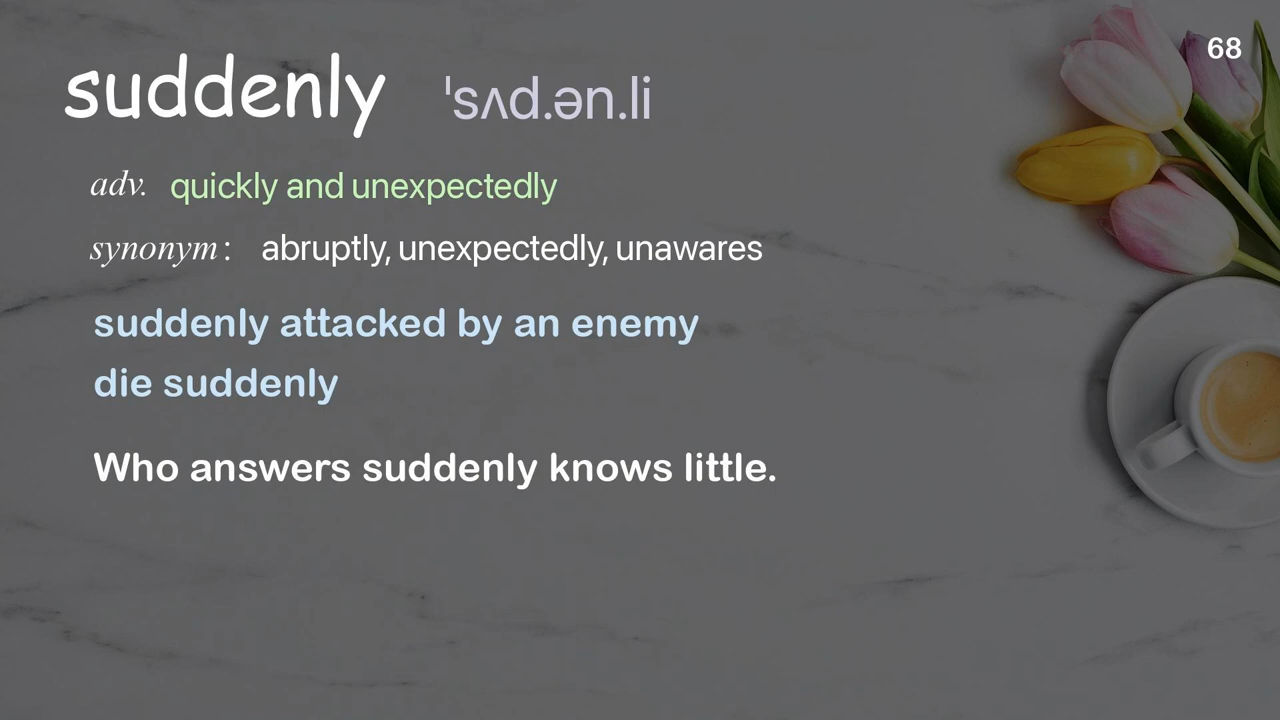 68
suddenly ˈsʌd.ən.li
adv. quickly and unexpectedly
synonym: abruptly, unexpectedly, unawares
suddenly attacked by an enemy
die suddenly
Who answers suddenly knows little.